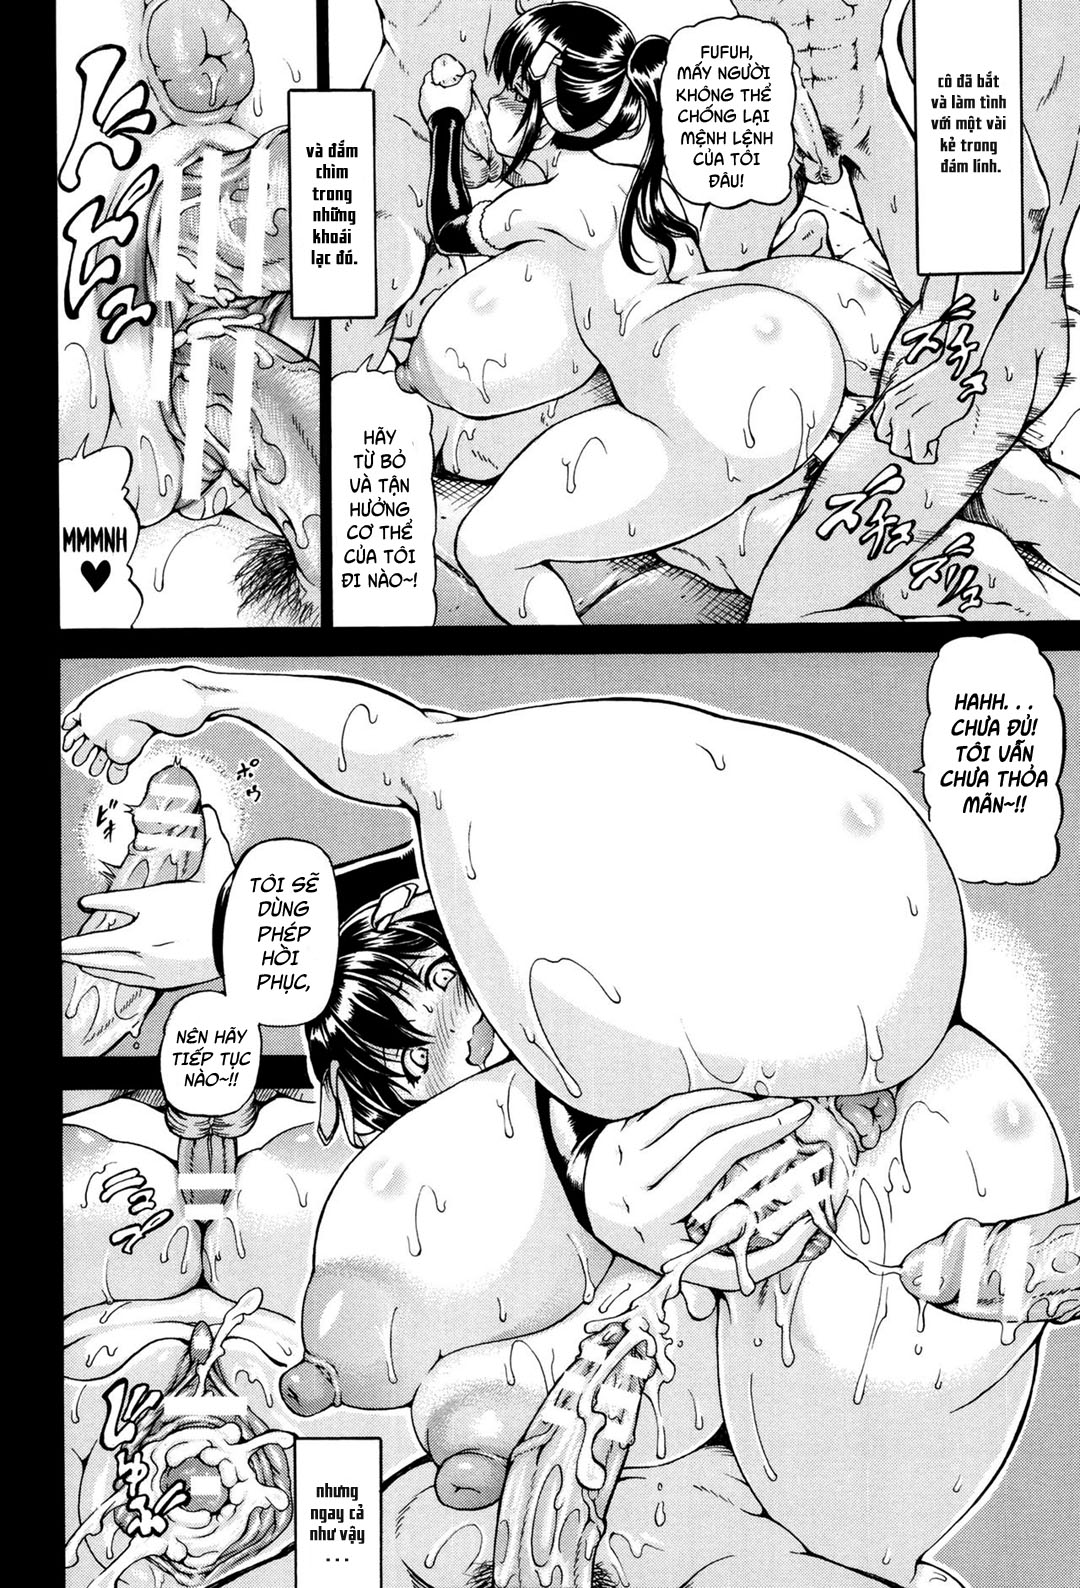 cô đã bắt
và làm tình
với một vài
kẻ trong
đám lính.
FUFUH,
MẤY NGƯỜI
KHÔNG THỂ
CHỐNG LẠI
MỆNH LỆNH
CỦA TÔI
ĐÂU!
HÃY
TỪ BỎ
VÀ TẬN
HƯỞNG
CƠ THỂ
CỦA TÔI
ĐI NÀO~!
và đắm
chìm
trong
những
khoái
lạc đó.
MMMNH
HAHH...
CHƯA ĐỦ!
TÔI VẪN
CHƯA THỎA
MÃN~!!
TÔI SẼ
DÙNG
PHÉP
HỒI
PHỤC,
NÊN HÃY
TIẾP TỤC
NÀO~!!
nhưng
ngay cả
như vậy
...